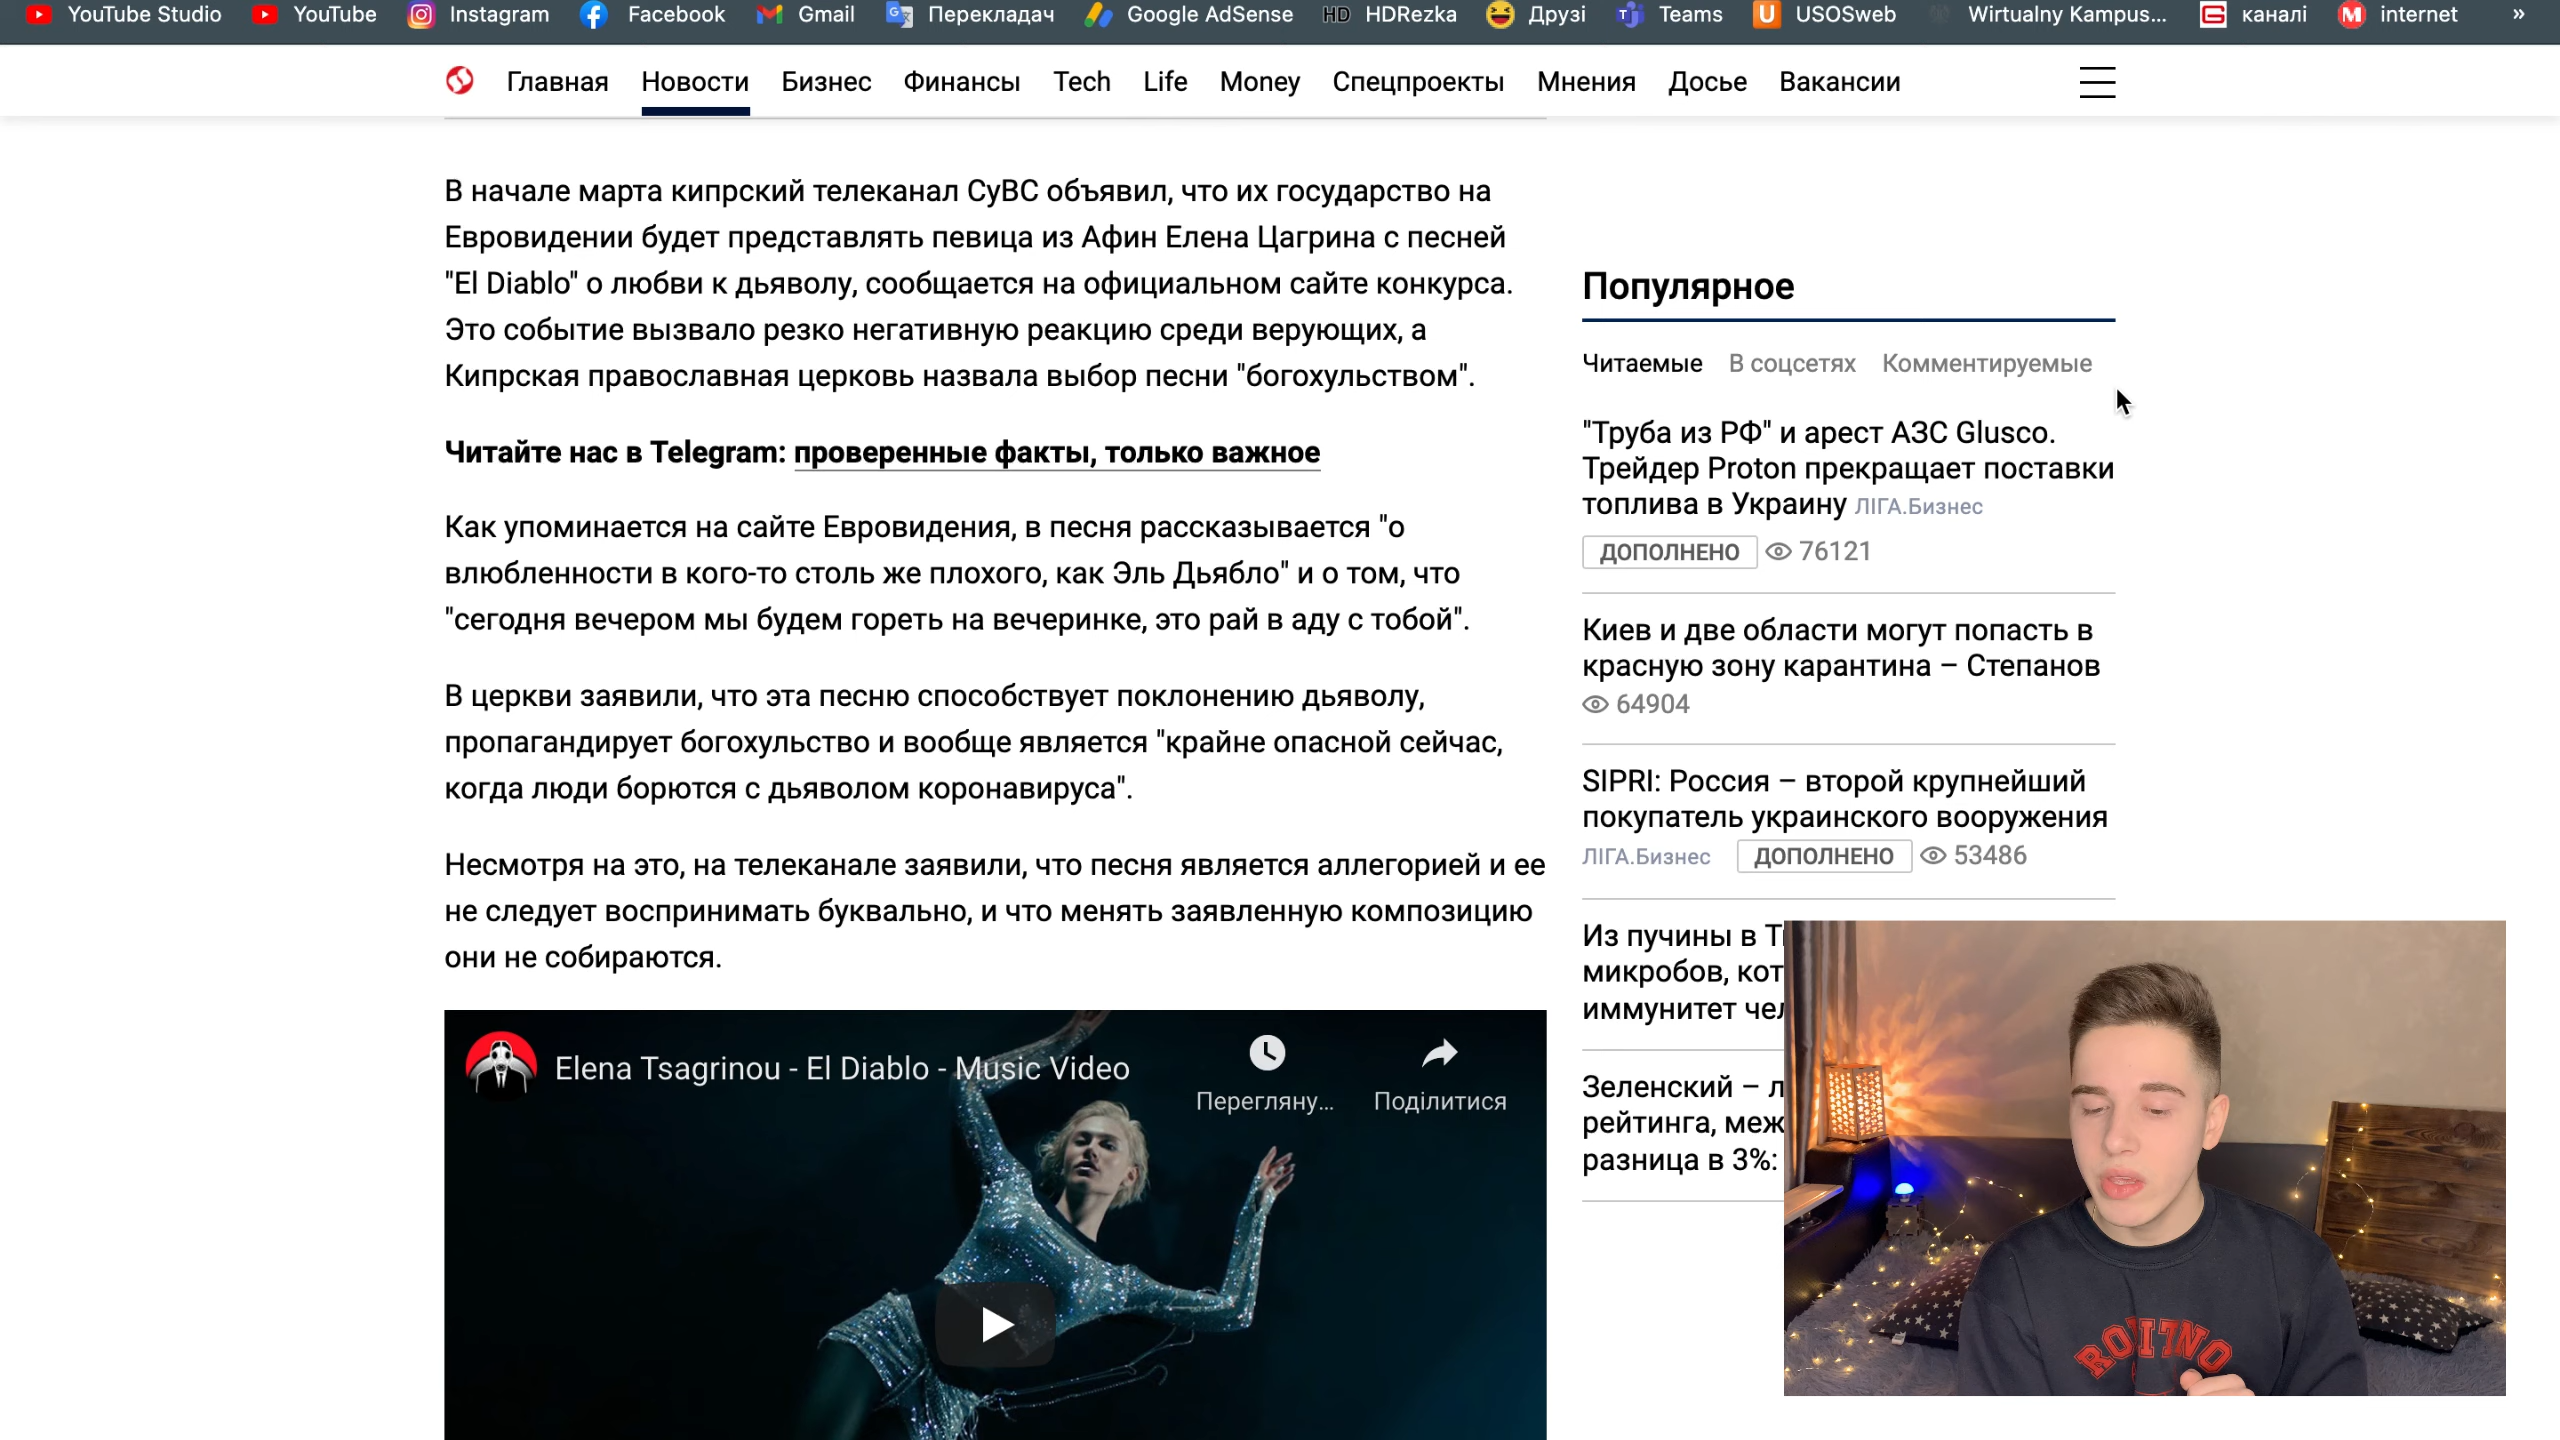 YouTube Studio YouTube Instagram Facebook Gmail Перекладач Google AdSense HD HDRezka Друзі Teams USOSweb Wirtualny Kampus... каналі internet »
Главная Новости Бизнес Финансы Tech Life Money Спецпроекты Мнения Досье Вакансии
В начале марта кипрский телеканал CyBC объявил, что их государство на
Евровидении будет представлять певица из Афин Елена Цагрина с песней
"El Diablo" о любви к дьяволу, сообщается на официальном сайте конкурса.
Это событие вызвало резко негативную реакцию среди верующих, а
Кипрская православная церковь назвала выбор песни "богохульством".
Читайте нас в Telegram: проверенные факты, только важное
Как упоминается на сайте Евровидения, в песня рассказывается "о
влюбленности в кого-то столь же плохого, как Эль Дьябло" и о том, что
"сегодня вечером мы будем гореть на вечеринке, это рай в аду с тобой".
В церкви заявили, что эта песню способствует поклонению дьяволу,
пропагандирует богохульство и вообще является "крайне опасной сейчас,
когда люди борются с дьяволом коронавируса".
Несмотря на это, на телеканале заявили, что песня является аллегорией и ее
не следует воспринимать буквально, и что менять заявленную композицию
они не собираются.
Elena Tsagrinou - El Diablo - Music Video
Перегляну... Поділитися
Популярное
Читаемые В соцсетях Комментируемые
"Труба из РФ" и арест АЗС Glusco.
Трейдер Proton прекращает поставки
топлива в Украину ЛІГА.Бизнес
ДОПОЛНЕНО 76121
Киев и две области могут попасть в
красную зону карантина – Степанов
64904
SIPRI: Россия – второй крупнейший
покупатель украинского вооружения
ЛІГА.Бизнес ДОПОЛНЕНО 53486
Из пучины в
микробов, кот
иммунитет чел
Зеленский – л
рейтинга, меж
разница в 3%: